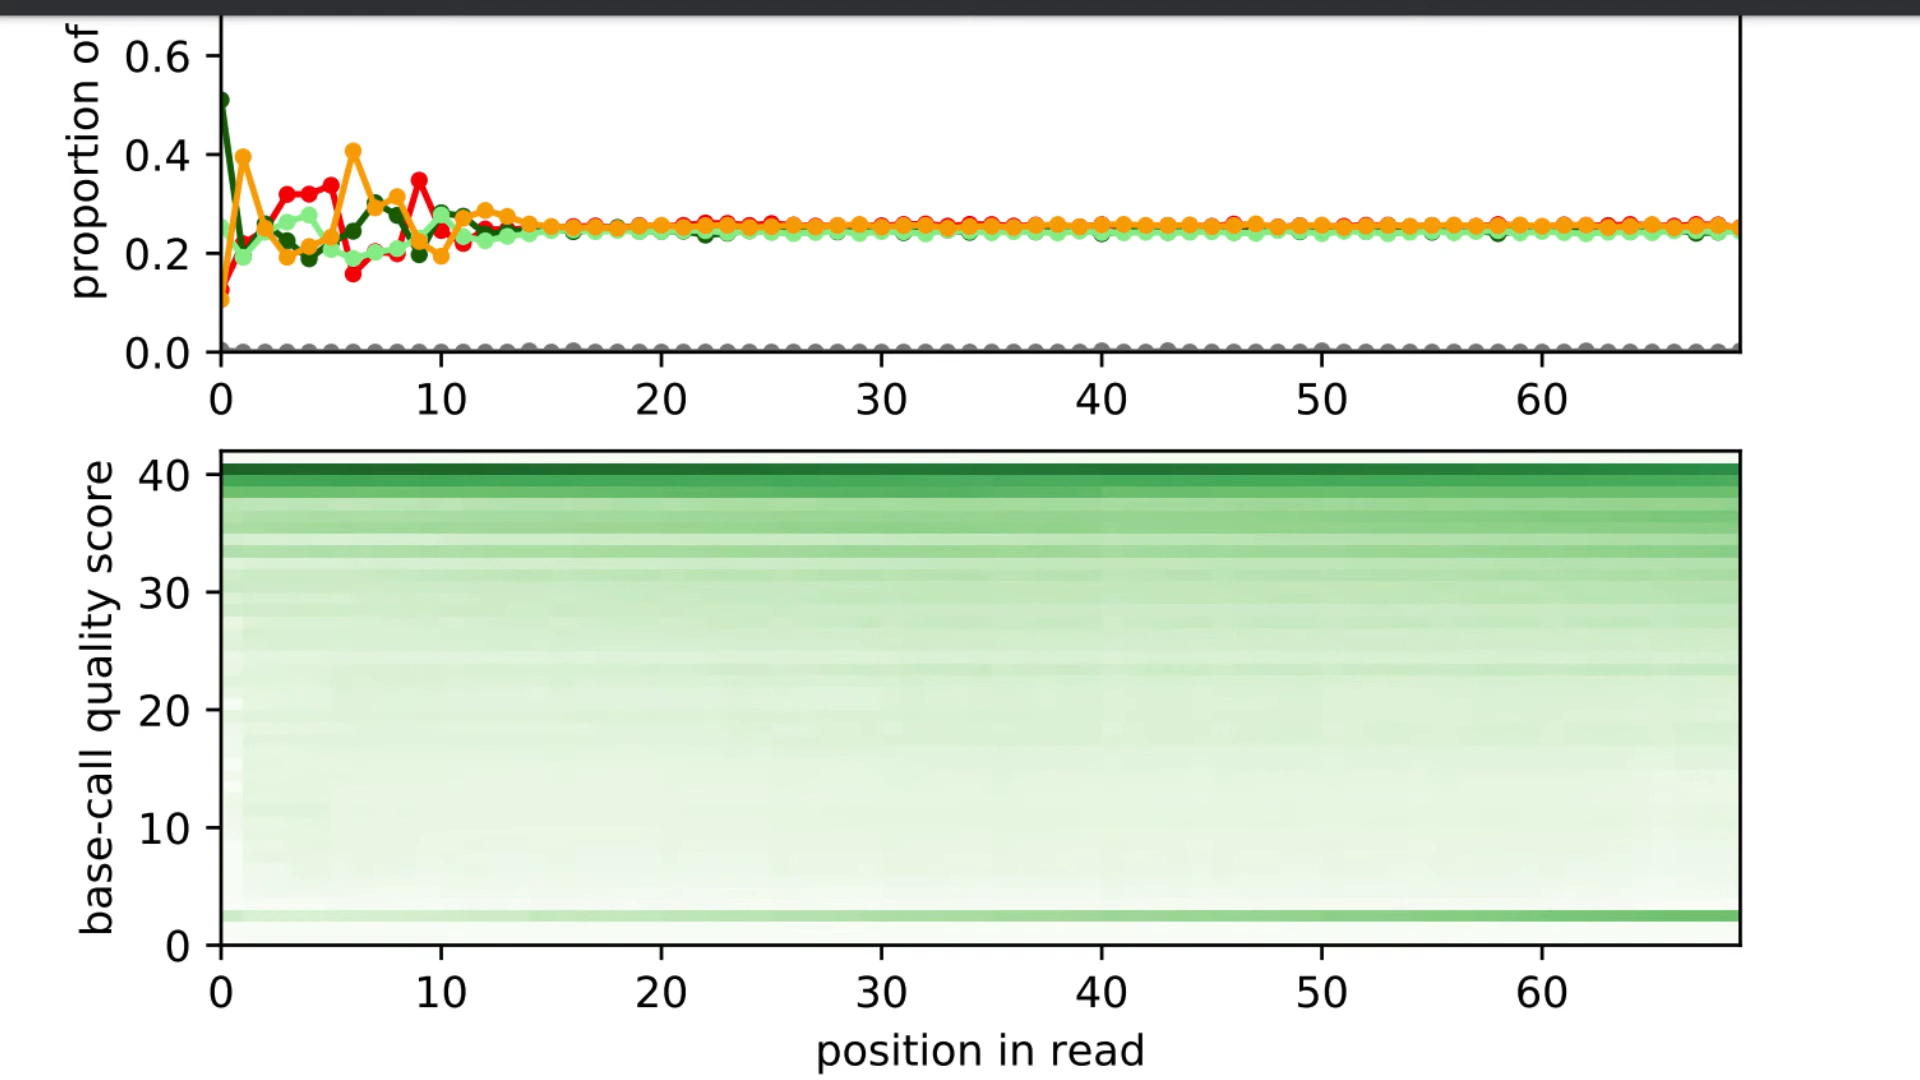 proportion of
0.6
0.4
0.2
0.0
0 10 20 30 40 50 60
base-call quality score
40
30
20
10
0
0 10 20 30 40 50 60
position in read